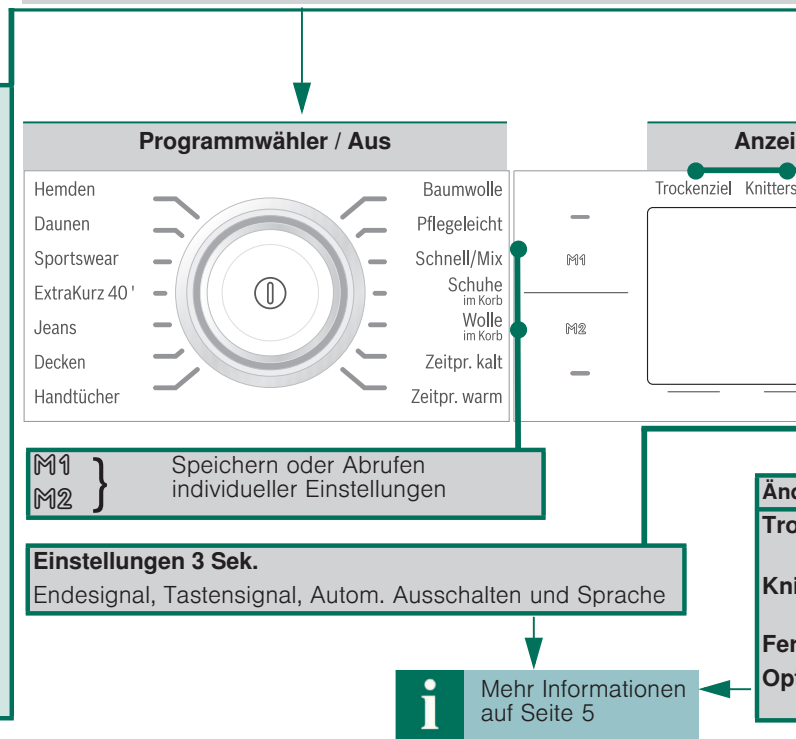 Programmwähler / Aus
Hemden
Daunen
Sportswear
ExtraKurz 40 '
Jeans
Decken
Handtücher
Baumwolle
Pflegeleicht
Schnell/Mix
Schuhe
im Korb
Wolle
im Korb
Zeitpr. kalt
Zeitpr. warm
M1
M2
Anzei
Trockenziel Knitters
M1 } Speichern oder Abrufen
M2 individueller Einstellungen
Einstellungen 3 Sek.
Endesignal, Tastensignal, Autom. Ausschalten und Sprache
Änd
Tro
Kni
Fer
Opt
i Mehr Informationen
auf Seite 5